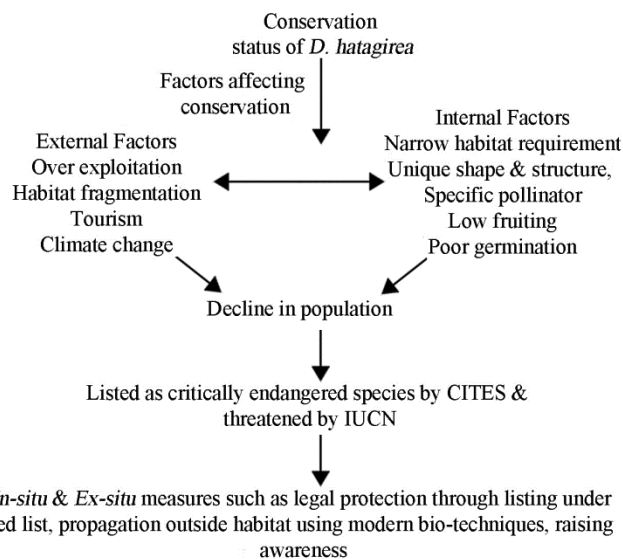 Conservation
status of D. hatagirea
Factors affecting
conservation
External Factors
Over exploitation
Habitat fragmentation
Tourism
Climate change
Internal Factors
Narrow habitat requirement
Unique shape & structure,
Specific pollinator
Low fruiting
Poor germination
Decline in population
Listed as critically endangered species by CITES &
threatened by IUCN
n-situ & Ex-situ measures such as legal protection through listing under
ed list, propagation outside habitat using modern bio-techniques, raising
awareness